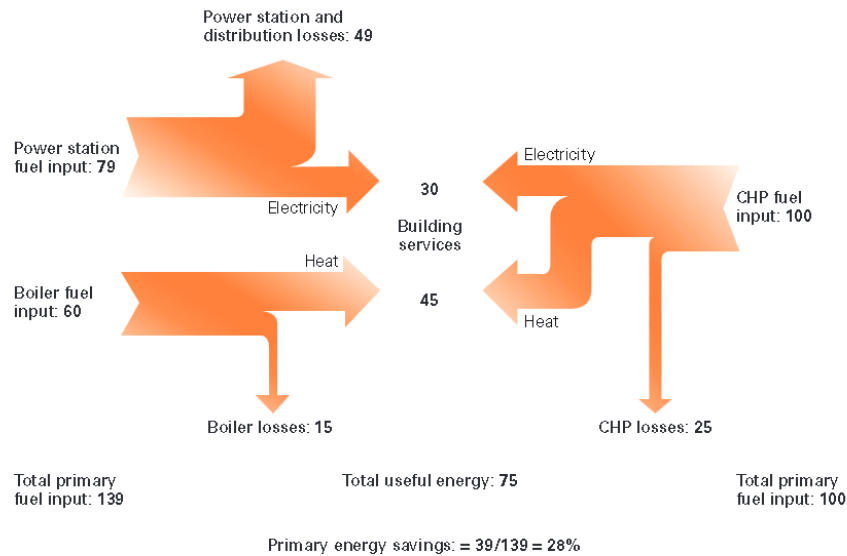 Power station and
distribution losses: 49
Power station
fuel input: 79
Electricity
Electricity
30
CHP fuel
input: 100
Building
services
Heat
Boiler fuel
input: 60
45
Heat
Boiler losses: 15
CHP losses: 25
Total primary
fuel input: 139
Total useful energy: 75
Total primary
fuel input: 100
Primary energy savings: = 39/139 = 28%